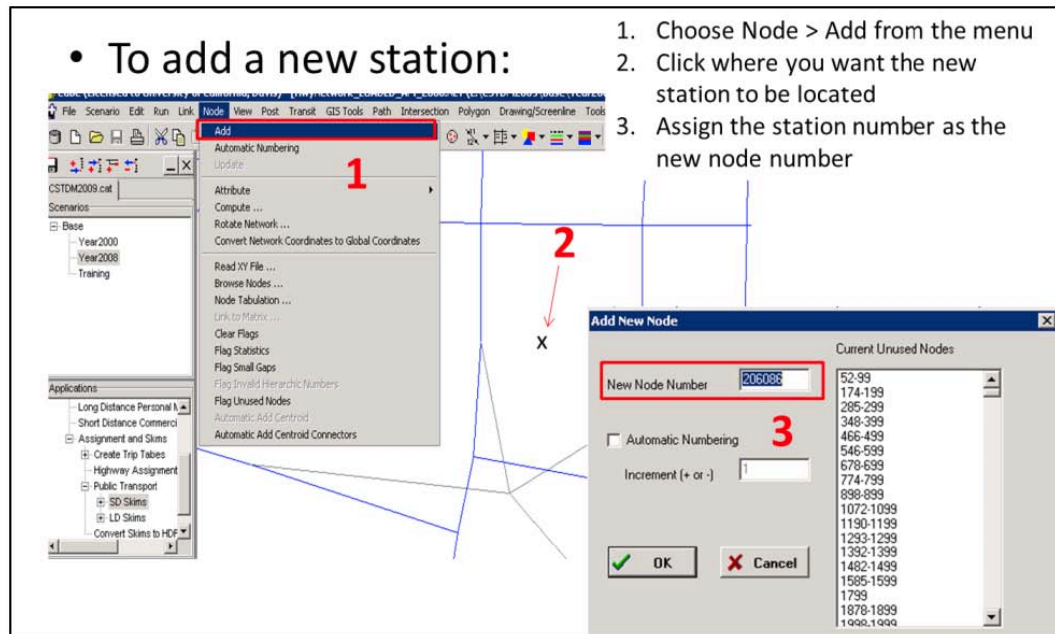 • To add a new station:
1. Choose Node > Add from the menu
2. Click where you want the new
station to be located
3. Assign the station number as the
new node number
File Scenario Edit Run Link Node View Post Transit GIS Tools Path Intersection Polygon Drawing/Screenline Tools
Add
Automatic Numbering
Update
1
Attribute
Compute ...
Rotate Network ...
Convert Network Coordinates to Global Coordinates
Read XY File ...
Browse Nodes ...
Node Tabulation ...
Link to Matrix ...
Clear Flags
Flag Statistics
Flag Small Gaps
Flag Invalid Hierarchic Numbers
Flag Unused Nodes
Automatic Add Centroid
Automatic Add Centroid Connectors
CSTDM2009.cat
Scenarios
Base
Year2000
Year2008
Training
Applications
Long Distance Personal
Short Distance Commerci
Assignment and Skims
Create Trip Tabes
Highway Assignment
Public Transport
SD Skims
LD Skims
Convert Skims to HDF
2
X
Add New Node
New Node Number 206086
Automatic Numbering
3
Increment (+ or -) 1
OK Cancel
Current Unused Nodes
52-99
174-199
285-299
348-399
466-499
546-599
678-699
774-799
898-899
1072-1099
1190-1199
1293-1299
1392-1399
1482-1499
1585-1599
1799
1878-1899
1998-1999